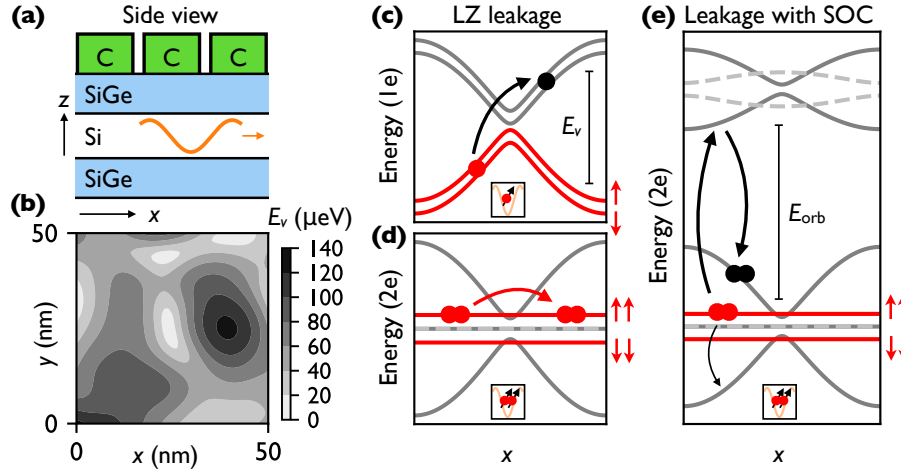 (a) Side view
C C C
SiGe
z
Si
SiGe
x
(b)
E_v (μeV)
50
y (nm)
0
0 50
x (nm)
140
120
100
80
60
40
20
0
(c) LZ leakage
Energy (1e)
E_v
↑
↓
(d)
Energy (2e)
↑↑
↓↓
x
(e) Leakage with SOC
Energy (2e)
E_orb
↑↑
↓↓
x